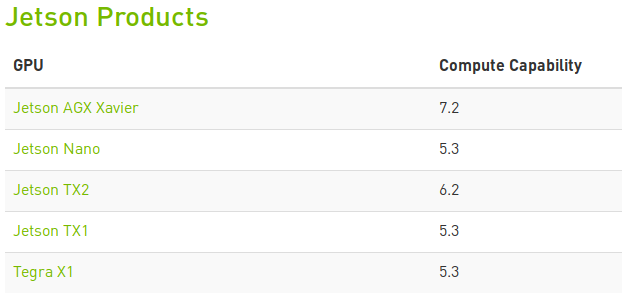 Jetson Products
GPU Compute Capability
Jetson AGX Xavier 7.2
Jetson Nano 5.3
Jetson TX2 6.2
Jetson TX1 5.3
Tegra X1 5.3